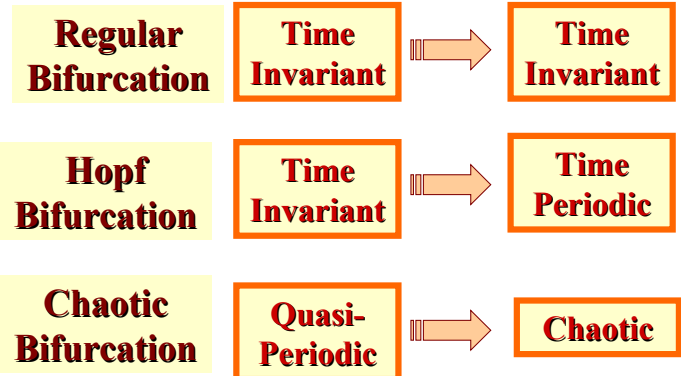 Regular
Bifurcation
Time
Invariant
Time
Invariant
Hopf
Bifurcation
Time
Invariant
Time
Periodic
Chaotic
Bifurcation
Quasi-
Periodic
Chaotic